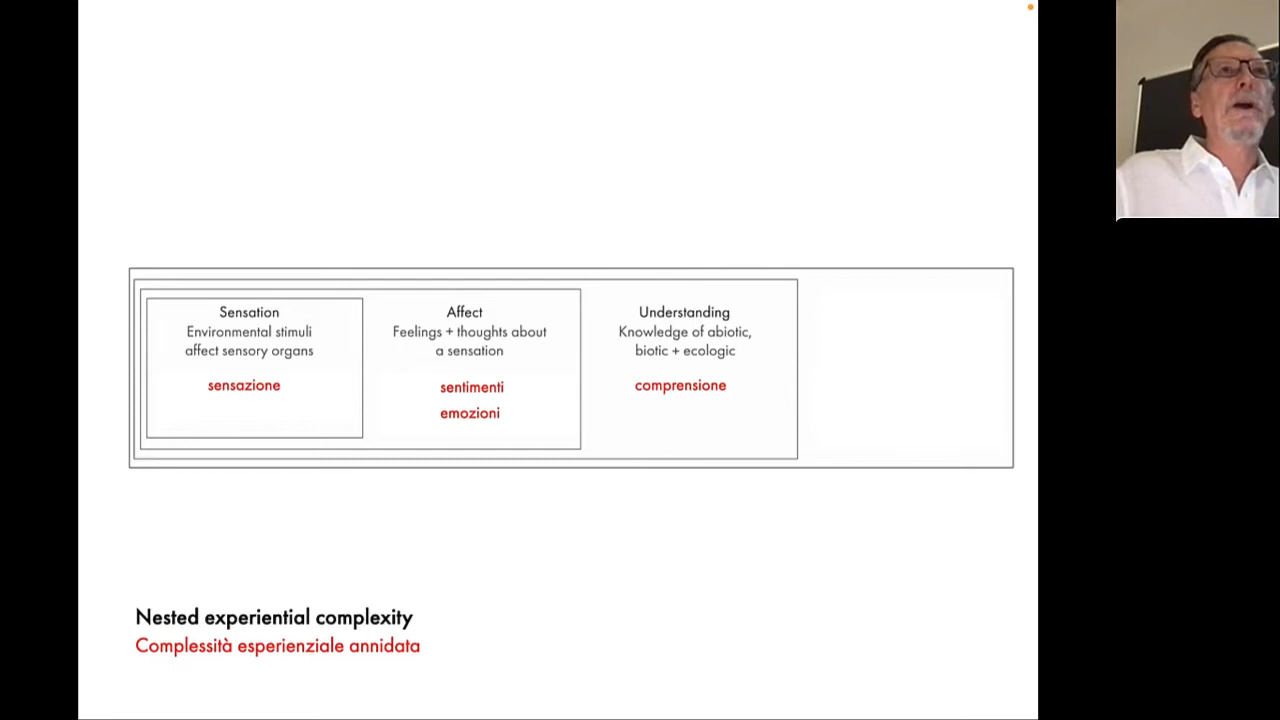 Sensation
Environmental stimuli
affect sensory organs
sensazione
Affect
Feelings + thoughts about
a sensation
sentimenti
emozioni
Understanding
Knowledge of abiotic,
biotic + ecologic
comprensione
Nested experiential complexity
Complessità esperienziale annidata